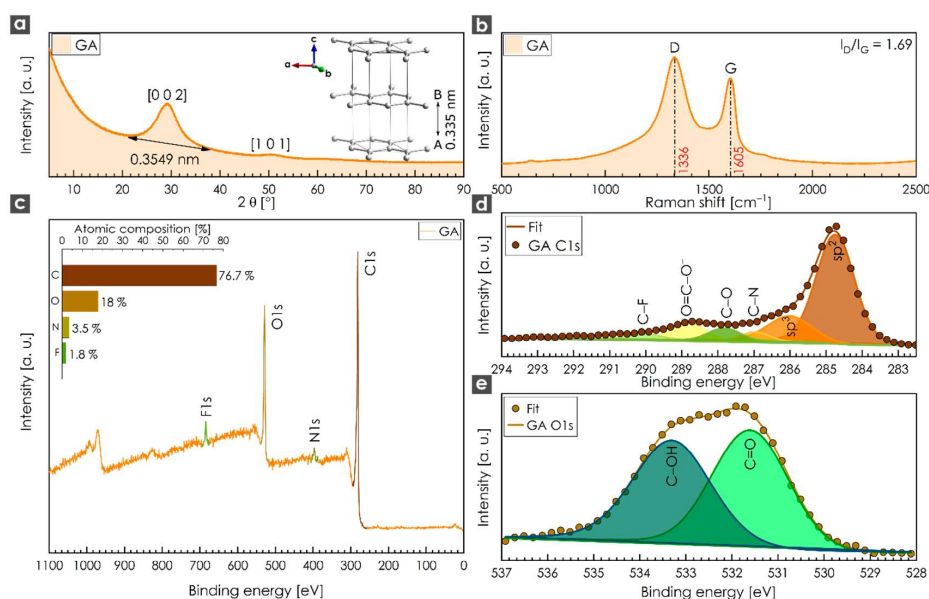 a
GA
Intensity [a. u.]
[0 0 2]
[1 0 1]
0.3549 nm
c
a
b
B
A
0.335 nm
5 10 20 30 40 50 60 70 80 90
2 θ [°]
b
GA
I_D/I_G = 1.69
D
G
1336
1605
Intensity [a. u.]
500 1000 1500 2000 2500
Raman shift [cm⁻¹]
c
GA
Atomic composition [%]
0 10 20 30 40 50 60 70 80
C 76.7 %
O 18 %
N 3.5 %
F 1.8 %
C1s
O1s
F1s
N1s
Intensity [a. u.]
1100 1000 900 800 700 600 500 400 300 200 100 0
Binding energy [eV]
d
Fit
GA C1s
C–F
O=C–O⁻
C–O
C–N
sp³
sp²
Intensity [a. u.]
294 293 292 291 290 289 288 287 286 285 284 283
Binding energy [eV]
e
Fit
GA O1s
C–OH
C=O
Intensity [a. u.]
537 536 535 534 533 532 531 530 529 528
Binding energy [eV]